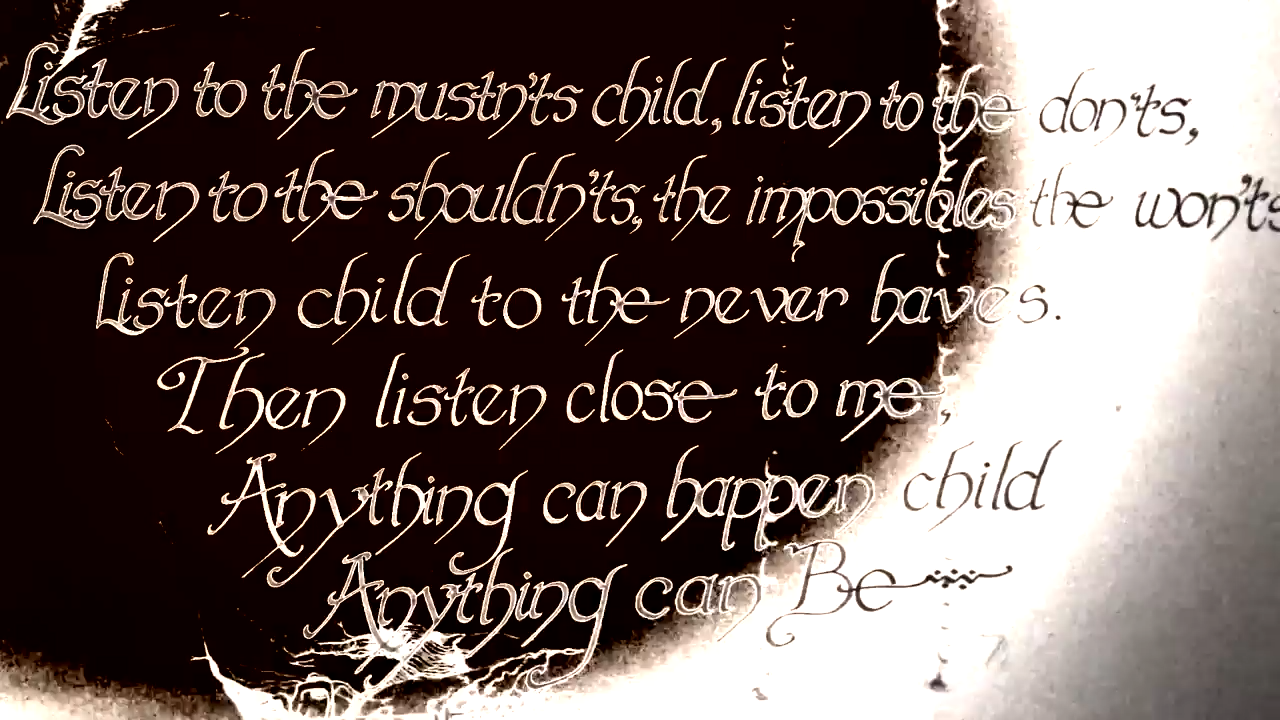 Listen to the mustn'ts child, listen to the don'ts,
Listen to the shouldn'ts, the impossibles the won'ts
Listen child to the never haves.
Then listen close to me,
Anything can happen child
Anything can Be